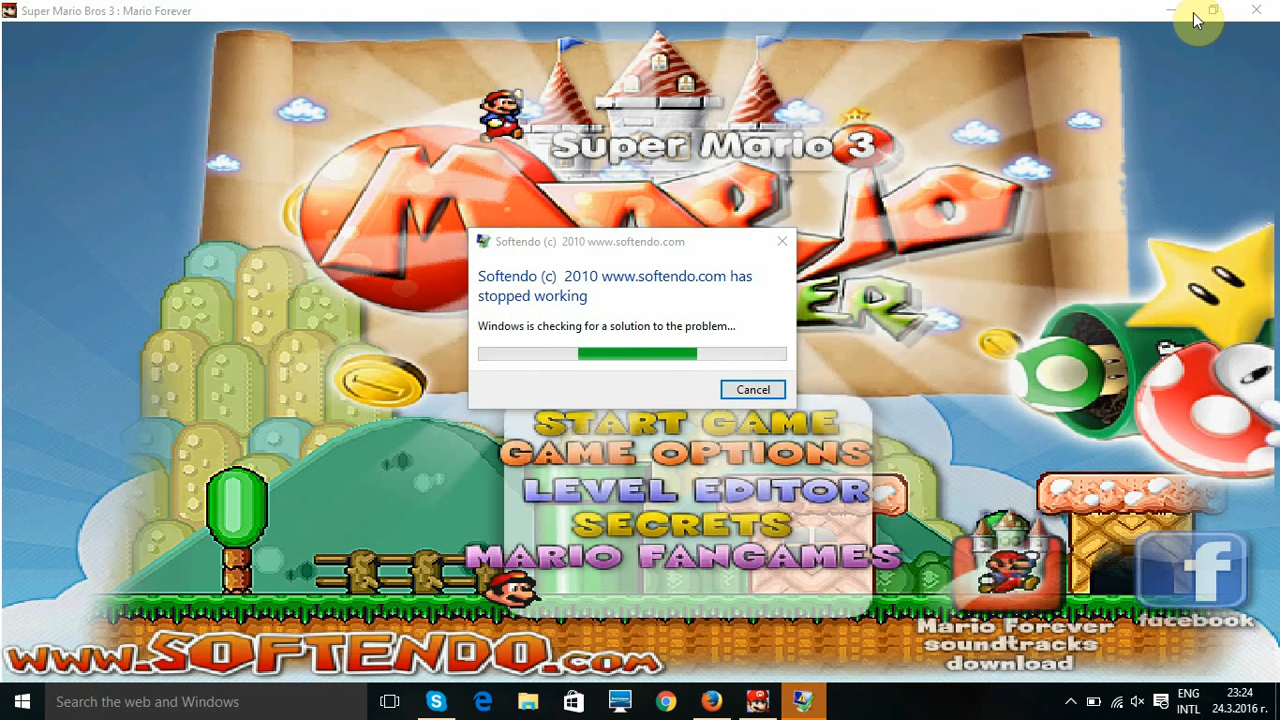 Super Mario Bros 3 : Mario Forever
Super Mario 3
Mario
Softendo (c) 2010 www.softendo.com
Softendo (c) 2010 www.softendo.com has
stopped working
Windows is checking for a solution to the problem...
Cancel
START GAME
GAME OPTIONS
LEVEL EDITOR
SECRETS
MARIO FANGAMES
www.SOFTENDO.com
Mario Forever
soundtracks
download
f
facebook
Search the web and Windows
ENG
INTL
23:24
24.3.2016 г.